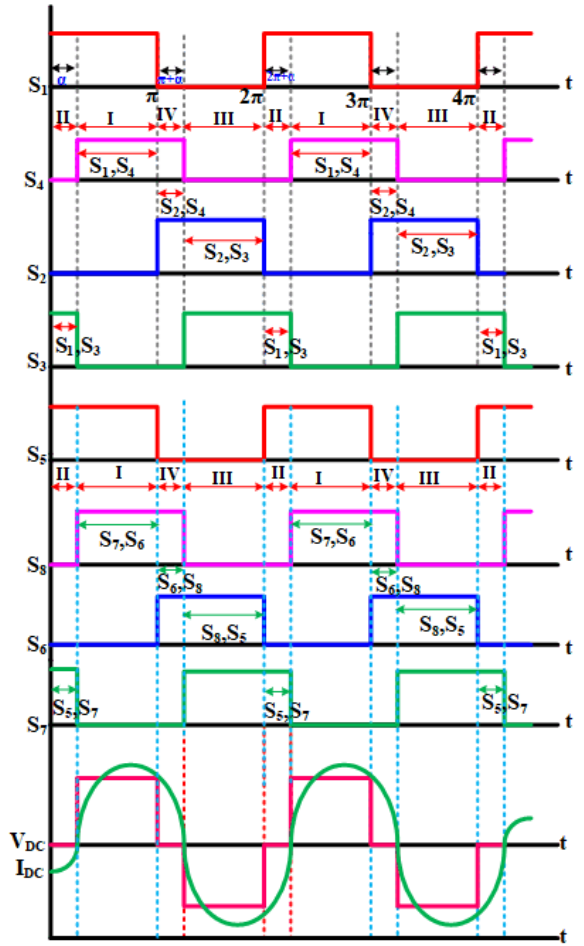 α π+α 2π+α
S1 π 2π 3π 4π t
II I IV III II I IV III II
S1,S4 S1,S4
S4 t
S2,S4 S2,S4
S2,S3 S2,S3
S2 t
S1,S3 S1,S3 S1,S3
S3 t
S5 t
II I IV III II I IV III II
S7,S6 S7,S6
S8 t
S6,S8 S6,S8
S8,S5 S8,S5
S6 t
S5,S7 S5,S7 S5,S7
S7 t
VDC t
IDC
t